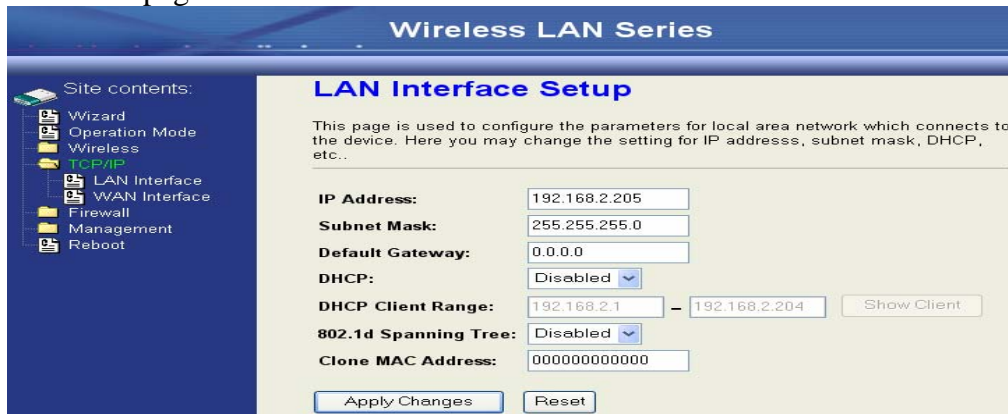 pag
Wireless LAN Series
Site contents:
Wizard
Operation Mode
Wireless
TCP/IP
LAN Interface
WAN Interface
Firewall
Management
Reboot
LAN Interface Setup
This page is used to configure the parameters for local area network which connects to
the device. Here you may change the setting for IP addresss, subnet mask, DHCP,
etc..
IP Address: 192.168.2.205
Subnet Mask: 255.255.255.0
Default Gateway: 0.0.0.0
DHCP: Disabled
DHCP Client Range: 192.168.2.1 – 192.168.2.204 Show Client
802.1d Spanning Tree: Disabled
Clone MAC Address: 000000000000
Apply Changes Reset